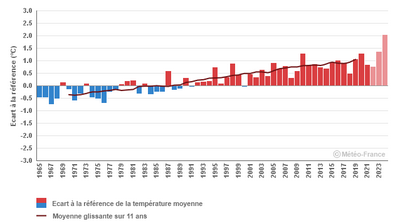 3,0
2,5
2,0
1,5
1,0
0,5
0,0
-0,5
-1,0
-1,5
-2,0
-2,5
-3,0
Ecart à la référence (°C)
© Météo-France
1965 1967 1969 1971 1973 1975 1977 1979 1981 1983 1985 1987 1989 1991 1993 1995 1997 1999 2001 2003 2005 2007 2009 2011 2013 2015 2017 2019 2021 2023
Ecart à la référence de la température moyenne
Moyenne glissante sur 11 ans